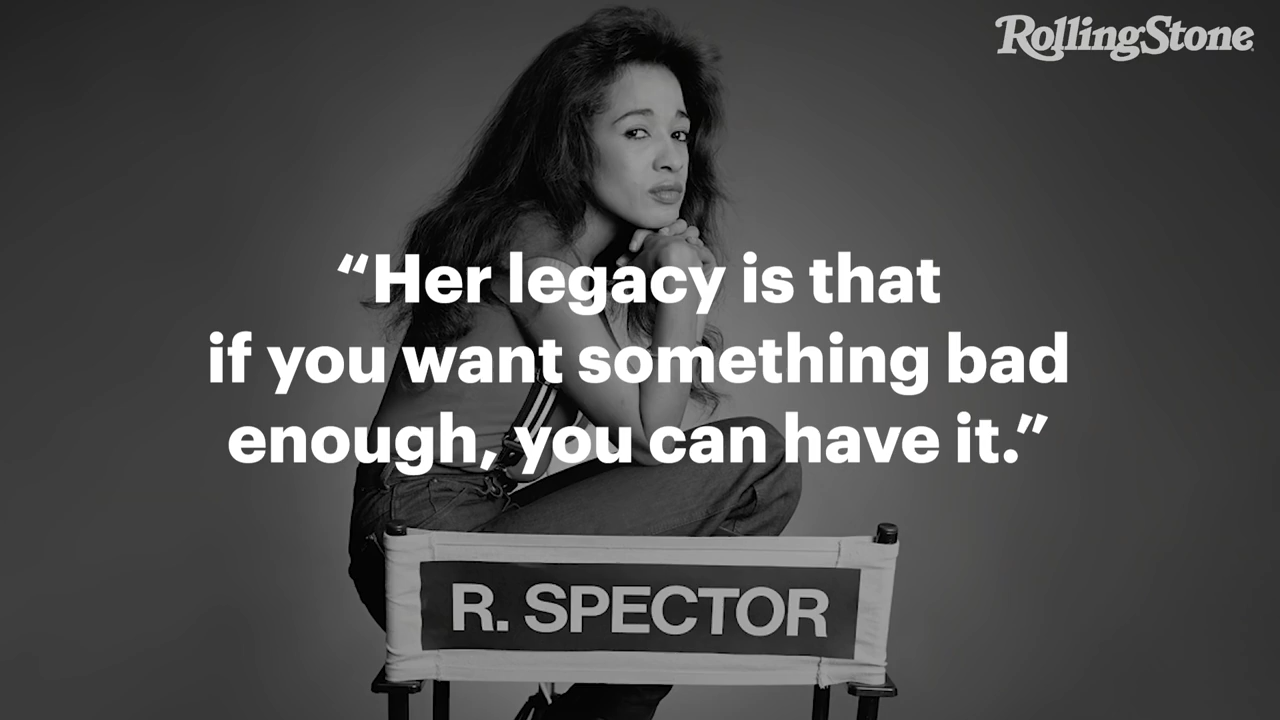 RollingStone
“Her legacy is that
if you want something bad
enough, you can have it.”
R. SPECTOR